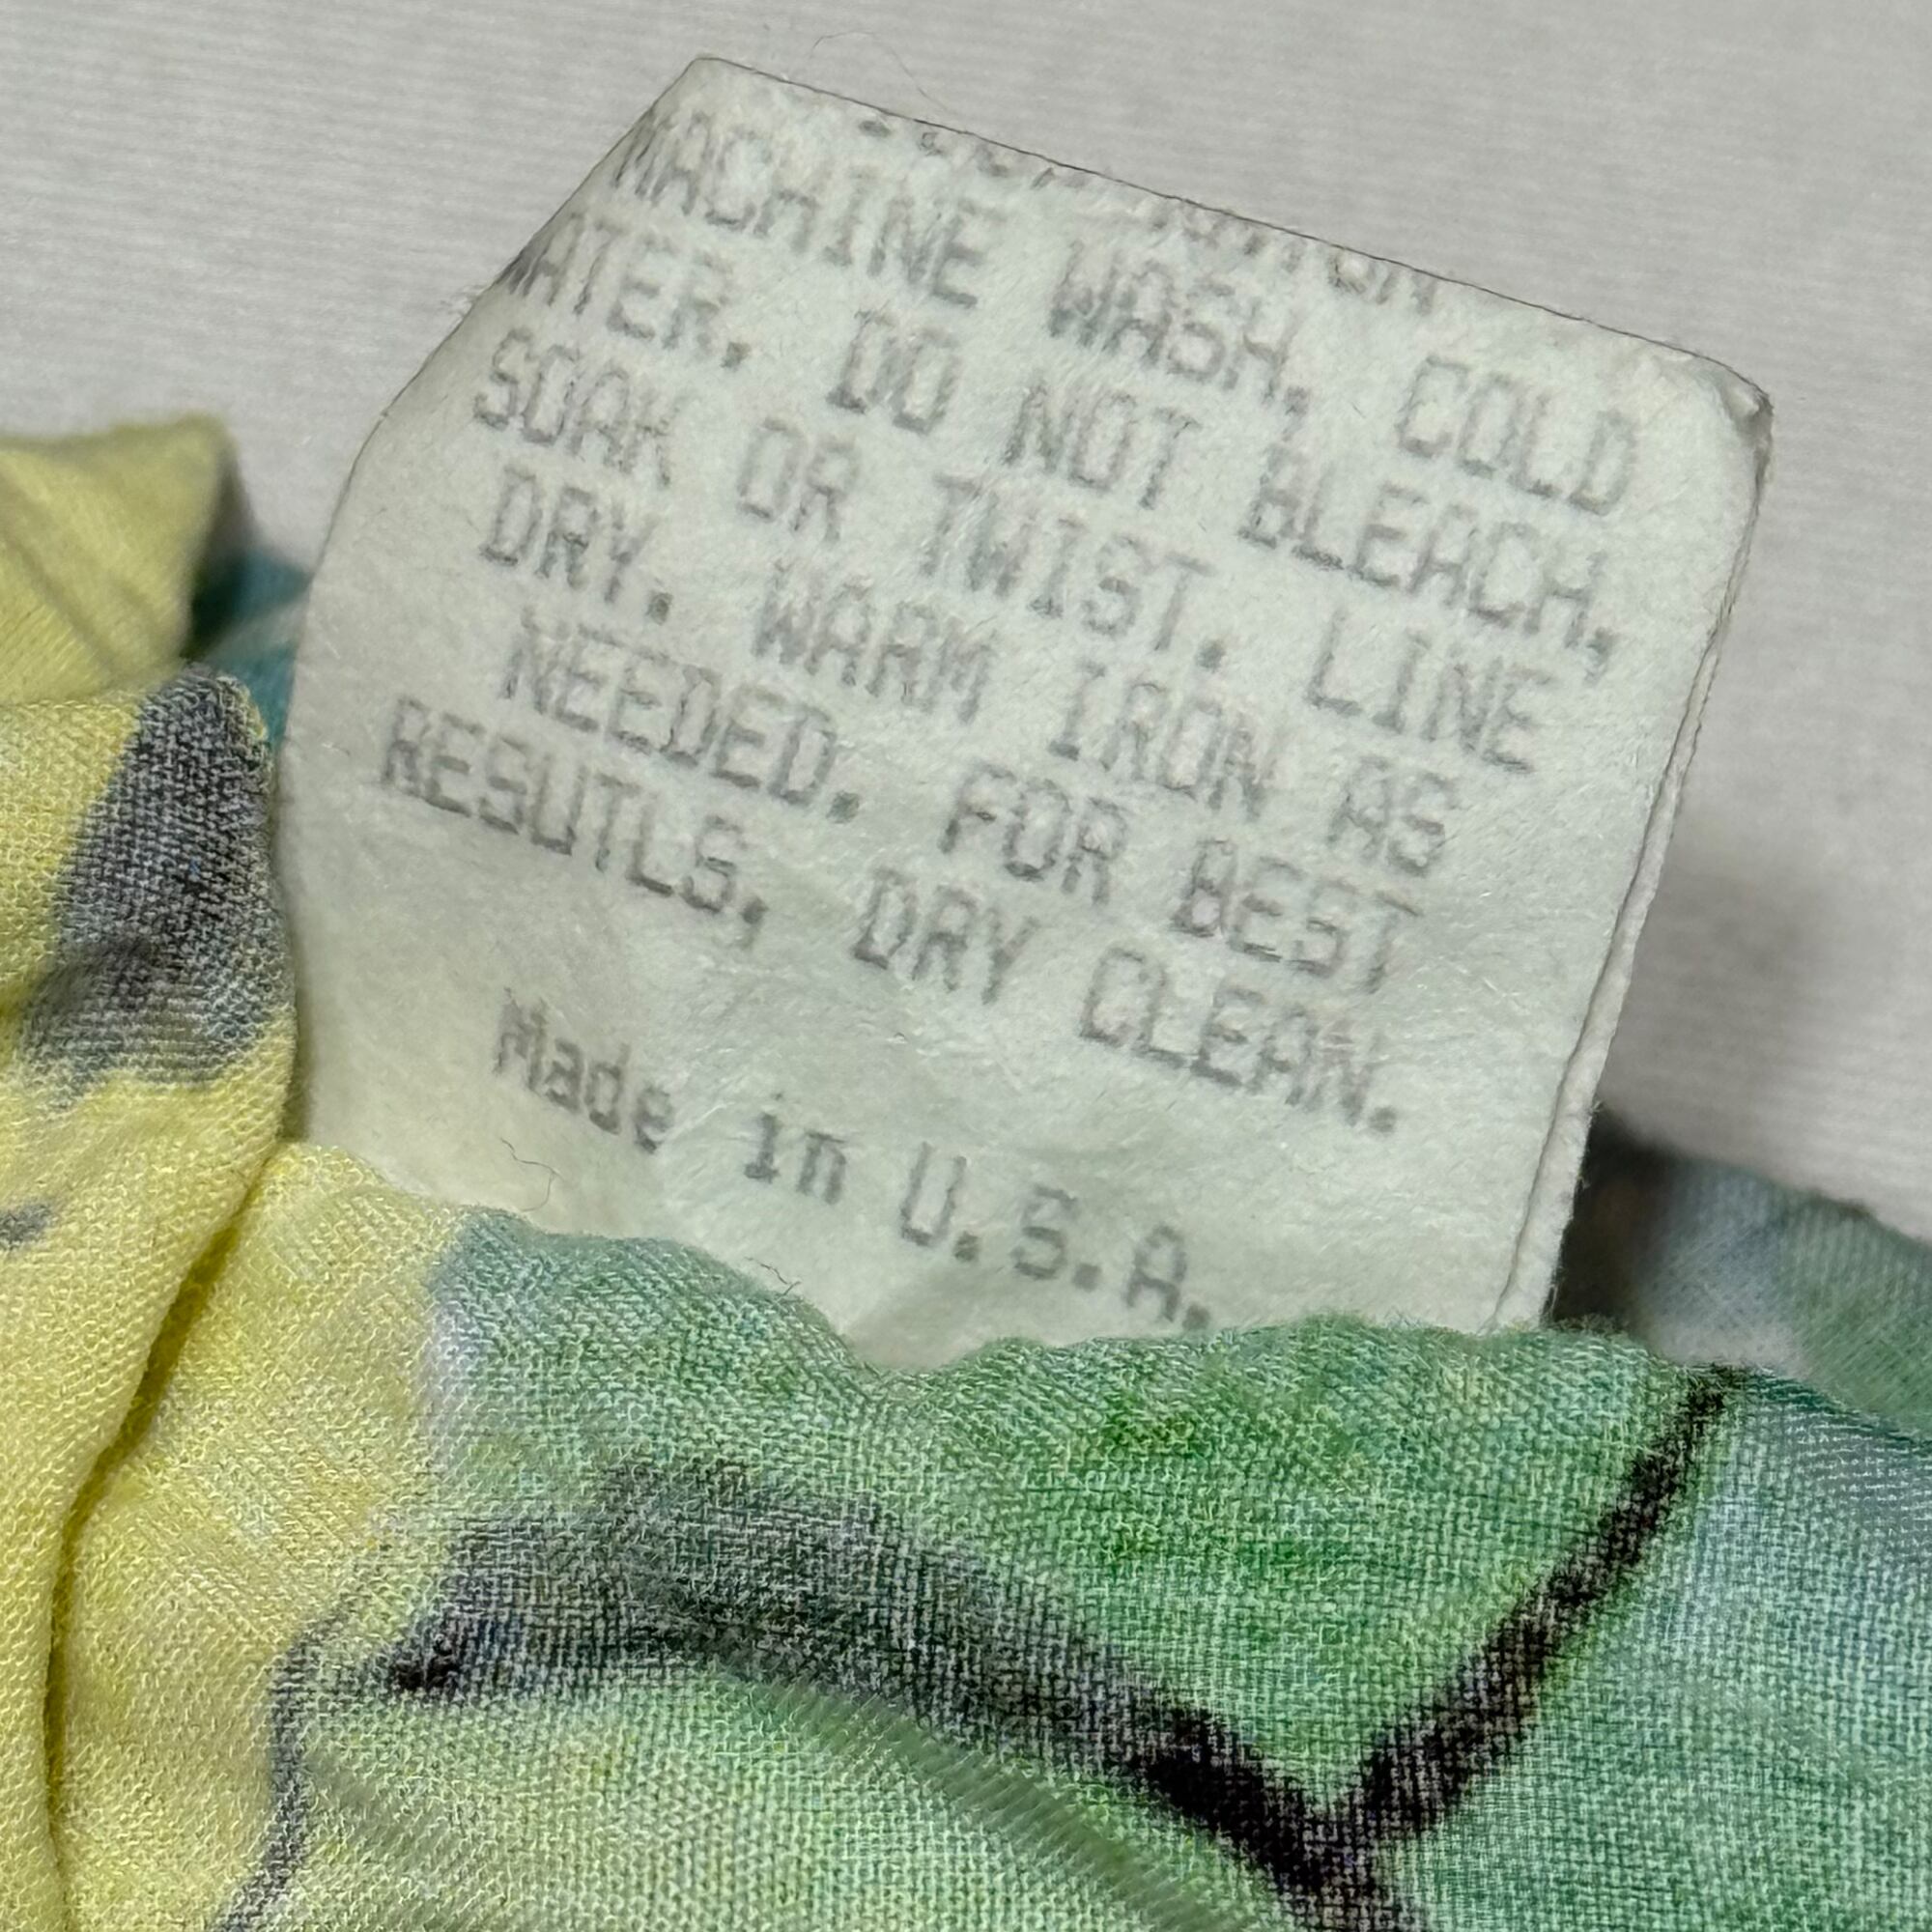 MACHINE WASH, COLD
WATER. DO NOT BLEACH,
SOAK OR TWIST. LINE
DRY. WARM IRON AS
NEEDED. FOR BEST
RESUTLS, DRY CLEAN.
Made in U.S.A.